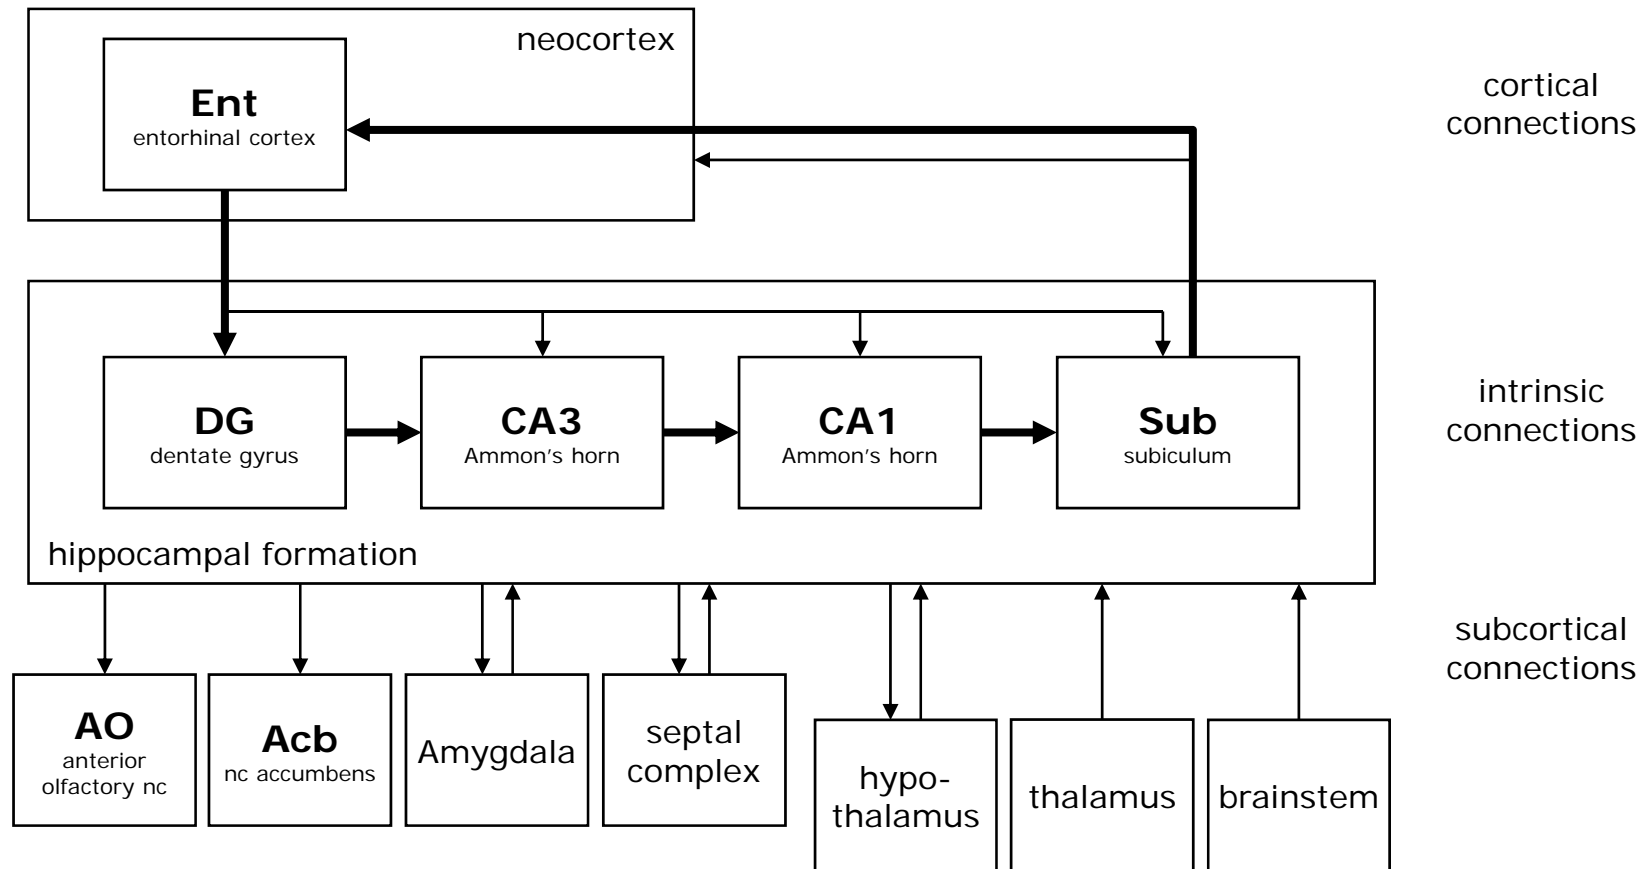 neocortex
Ent
entorhinal cortex
cortical
connections
DG
dentate gyrus
CA3
Ammon's horn
CA1
Ammon's horn
Sub
subiculum
intrinsic
connections
hippocampal formation
subcortical
connections
AO
anterior
olfactory nc
Acb
nc accumbens
Amygdala
septal
complex
hypo-
thalamus
thalamus
brainstem